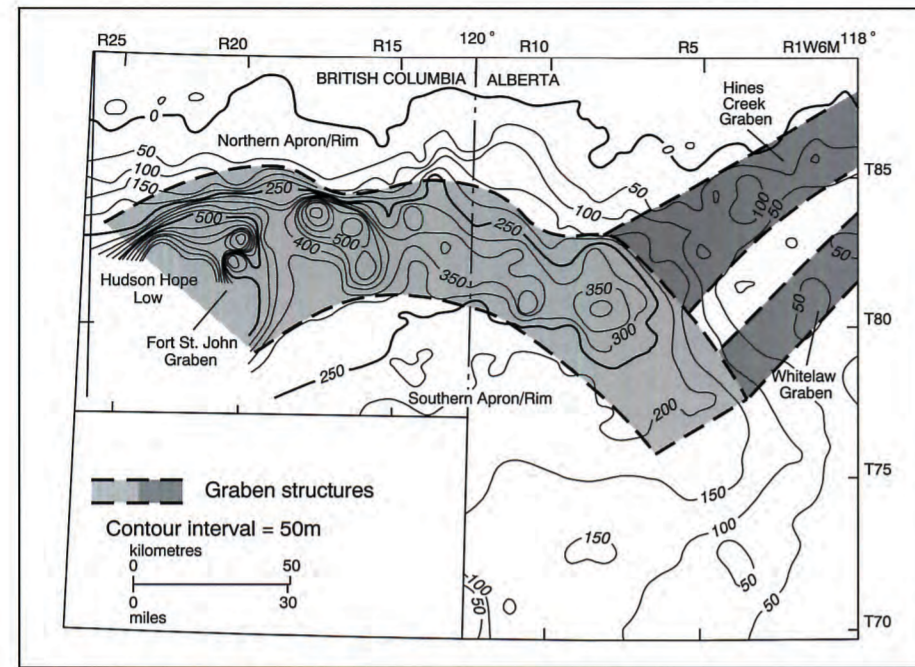 R25
R20
R15
120°
R10
R5
R1W6M
118°
BRITISH COLUMBIA
ALBERTA
Hines
Creek
Graben
0
Northern Apron/Rim
50
100
150
250
500
400
500
350
250
50
100
350
300
100
50
50
50
T85
T80
T75
T70
Hudson Hope
Low
Fort St. John
Graben
250
Southern Apron/Rim
200
Whitelaw
Graben
150
100
150
50
50
100
50
Graben structures
Contour interval = 50m
kilometres
0 50
0 30
miles